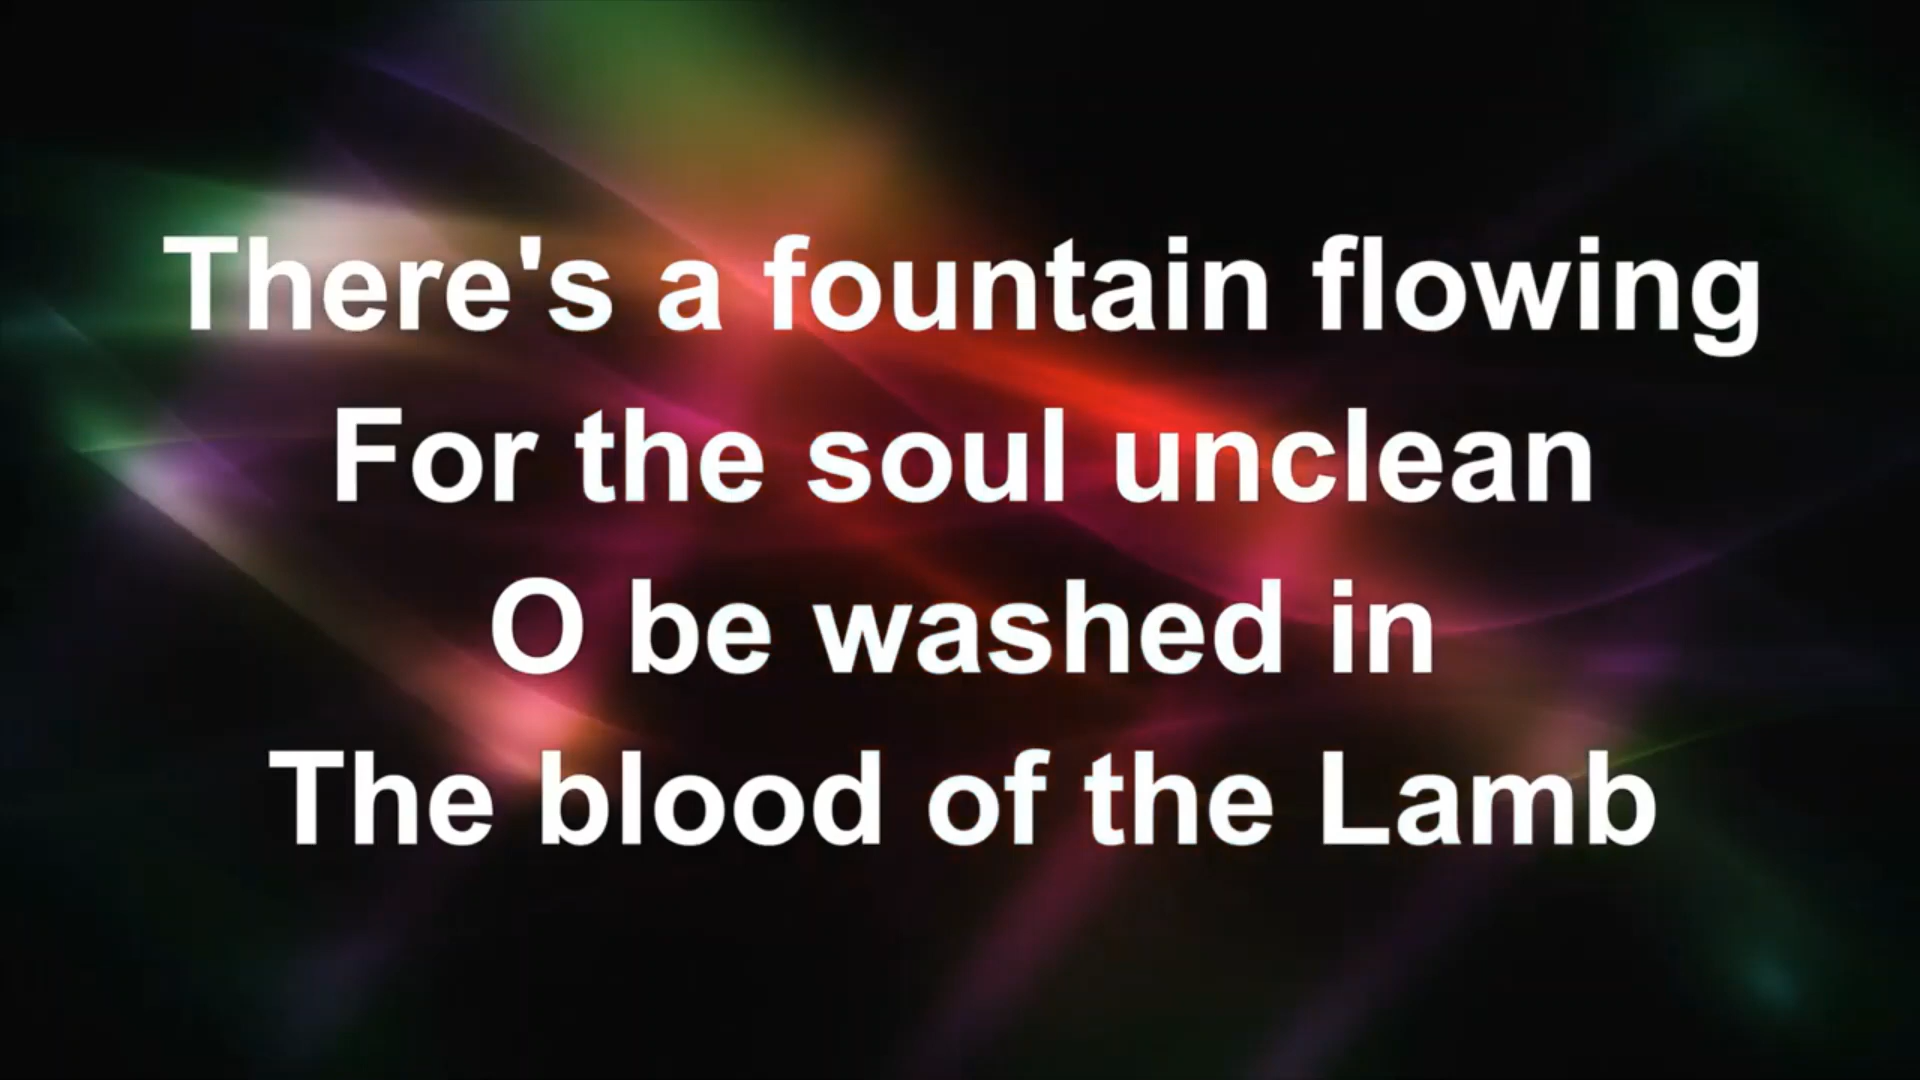 There's a fountain flowing
For the soul unclean
O be washed in
The blood of the Lamb